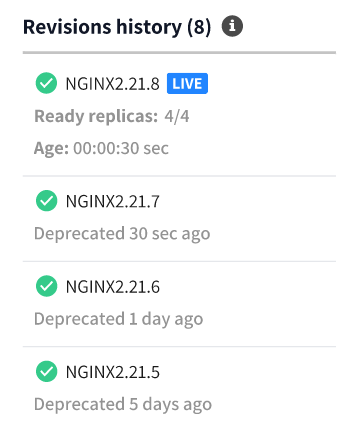 Revisions history (8)
NGINX2.21.8 LIVE
Ready replicas: 4/4
Age: 00:00:30 sec
NGINX2.21.7
Deprecated 30 sec ago
NGINX2.21.6
Deprecated 1 day ago
NGINX2.21.5
Deprecated 5 days ago